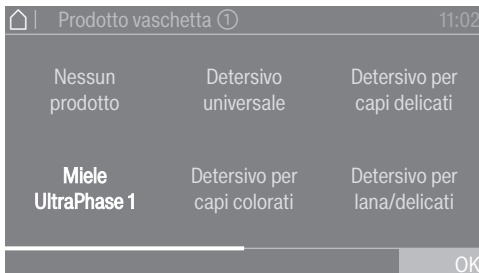 Prodotto vaschetta ① 11:02
Nessun prodotto
Detersivo universale
Detersivo per capi delicati
Miele UltraPhase 1
Detersivo per capi colorati
Detersivo per lana/delicati
OK